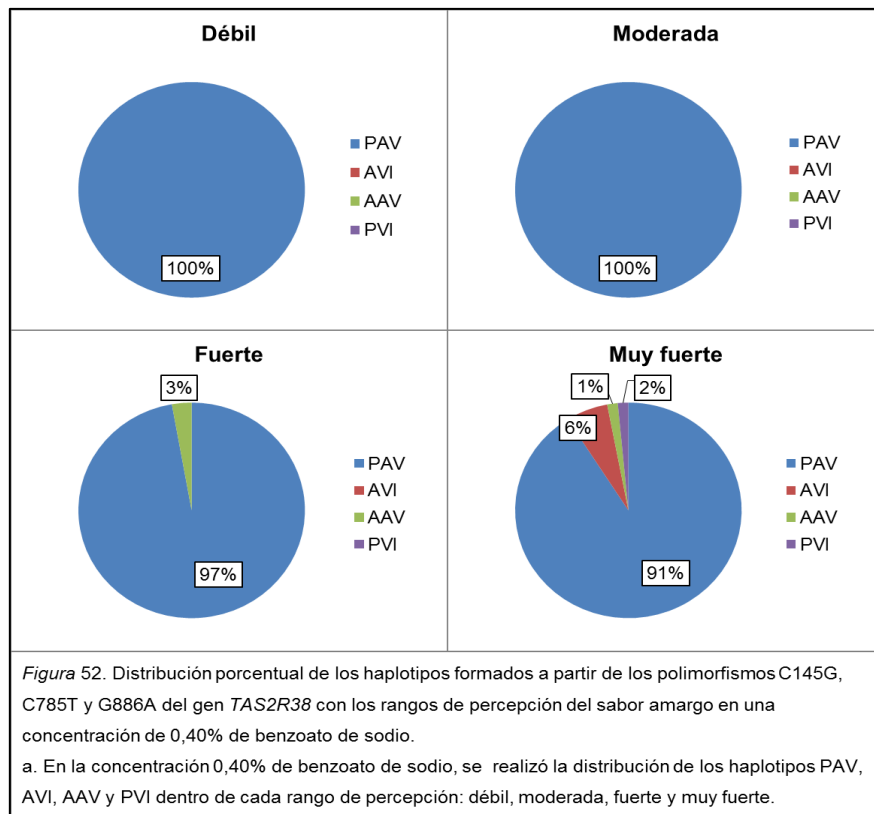 Débil
PAV
AVI
AAV
PVI
100%
Moderada
PAV
AVI
AAV
PVI
100%
Fuerte
3%
PAV
AVI
AAV
PVI
97%
Muy fuerte
1%
2%
6%
PAV
AVI
AAV
PVI
91%
Figura 52. Distribución porcentual de los haplotipos formados a partir de los polimorfismos C145G,
C785T y G886A del gen TAS2R38 con los rangos de percepción del sabor amargo en una
concentración de 0,40% de benzoato de sodio.
a. En la concentración 0,40% de benzoato de sodio, se realizó la distribución de los haplotipos PAV,
AVI, AAV y PVI dentro de cada rango de percepción: débil, moderada, fuerte y muy fuerte.